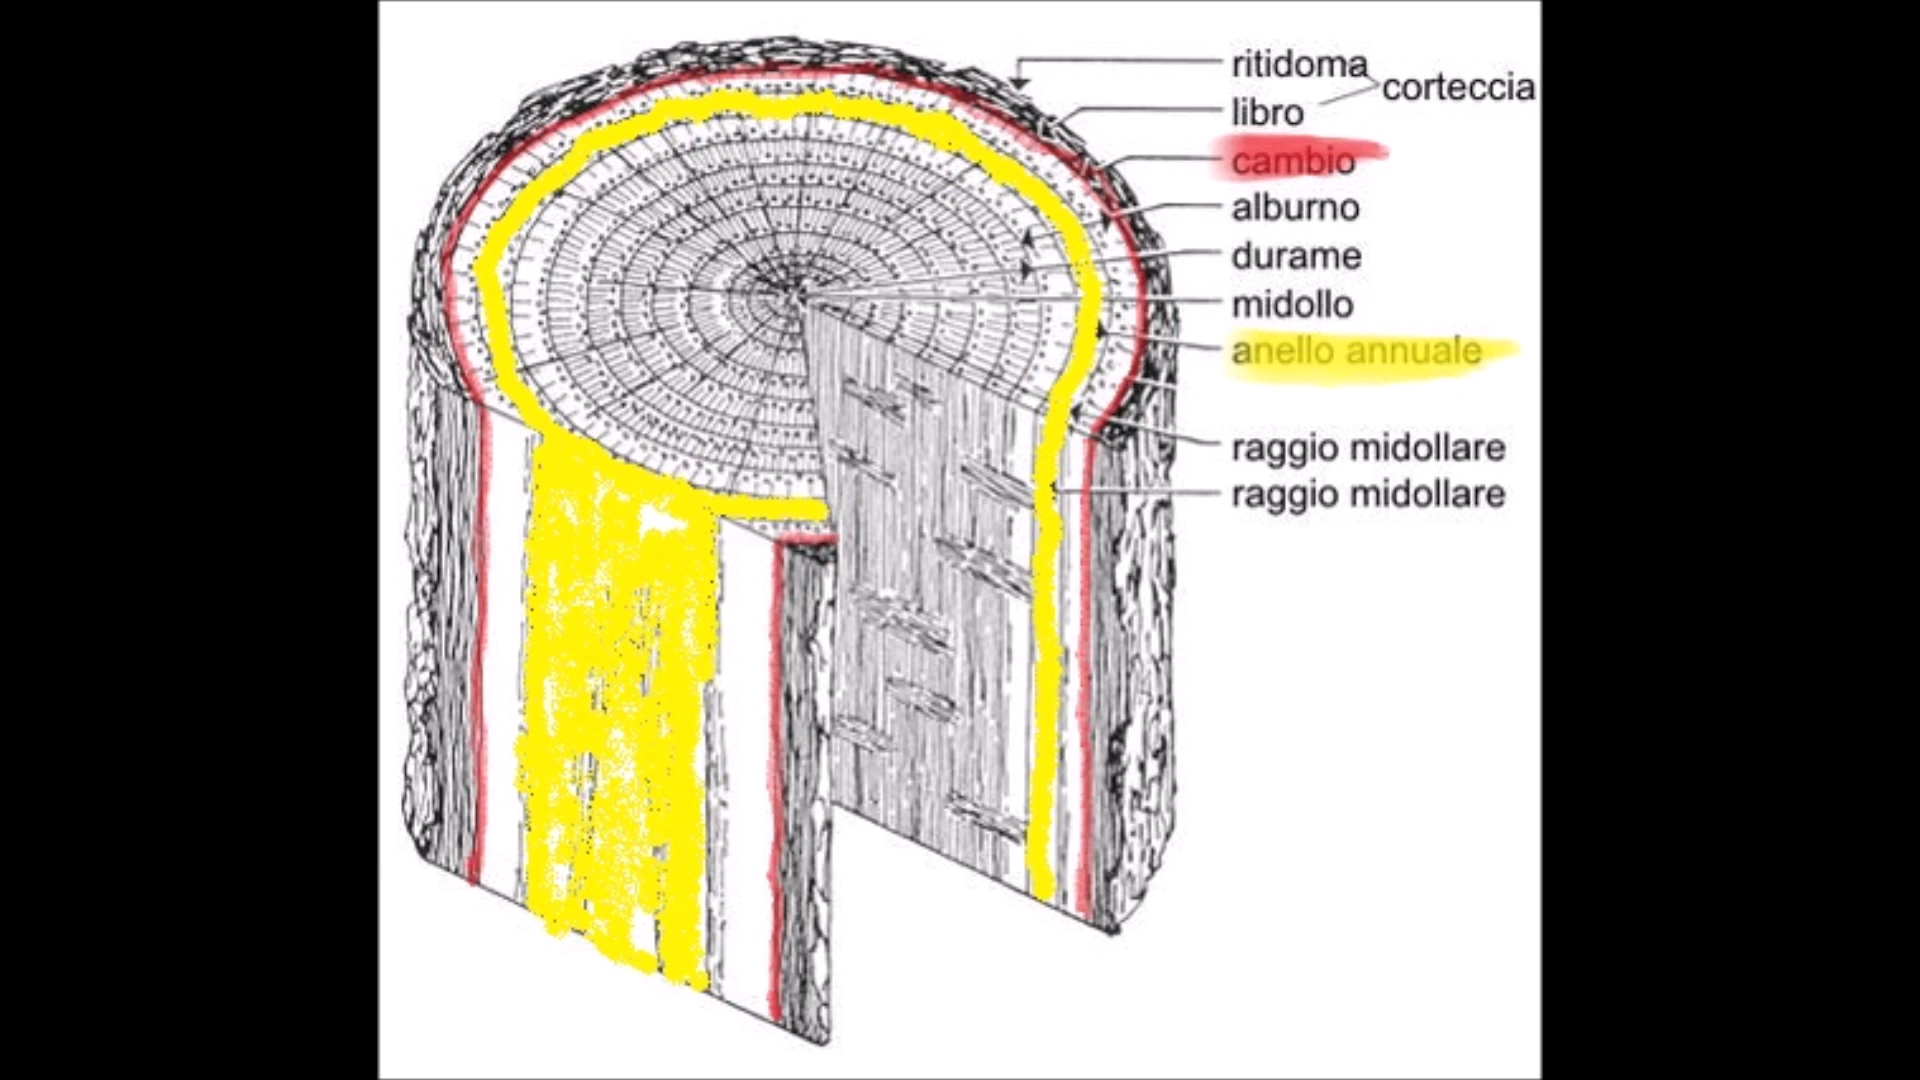 ritidoma
corteccia
libro
cambio
alburno
durame
midollo
anello annuale
raggio midollare
raggio midollare